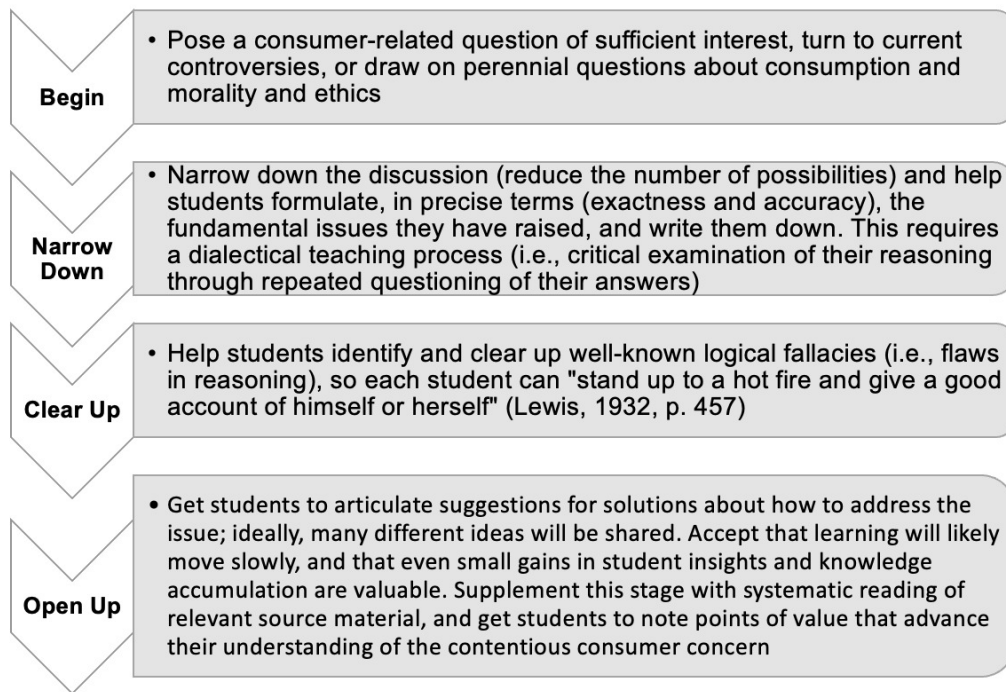 Begin
• Pose a consumer-related question of sufficient interest, turn to current
controversies, or draw on perennial questions about consumption and
morality and ethics
Narrow
Down
• Narrow down the discussion (reduce the number of possibilities) and help
students formulate, in precise terms (exactness and accuracy), the
fundamental issues they have raised, and write them down. This requires
a dialectical teaching process (i.e., critical examination of their reasoning
through repeated questioning of their answers)
Clear Up
• Help students identify and clear up well-known logical fallacies (i.e., flaws
in reasoning), so each student can "stand up to a hot fire and give a good
account of himself or herself" (Lewis, 1932, p. 457)
Open Up
• Get students to articulate suggestions for solutions about how to address the
issue; ideally, many different ideas will be shared. Accept that learning will likely
move slowly, and that even small gains in student insights and knowledge
accumulation are valuable. Supplement this stage with systematic reading of
relevant source material, and get students to note points of value that advance
their understanding of the contentious consumer concern